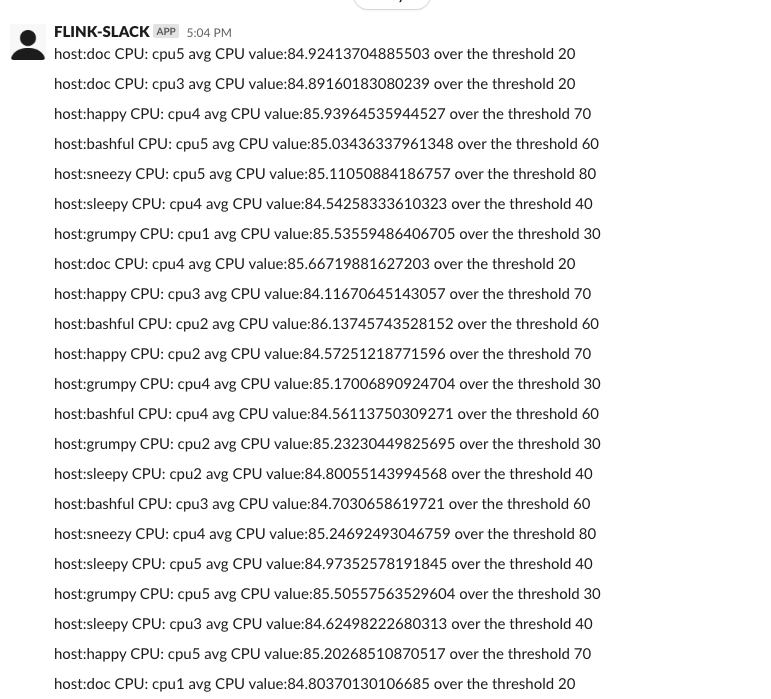 FLINK-SLACK APP 5:04 PM
host:doc CPU: cpu5 avg CPU value:84.92413704885503 over the threshold 20
host:doc CPU: cpu3 avg CPU value:84.89160183080239 over the threshold 20
host:happy CPU: cpu4 avg CPU value:85.93964535944527 over the threshold 70
host:bashful CPU: cpu5 avg CPU value:85.03436337961348 over the threshold 60
host:sneezy CPU: cpu5 avg CPU value:85.11050884186757 over the threshold 80
host:sleepy CPU: cpu4 avg CPU value:84.54258333610323 over the threshold 40
host:grumpy CPU: cpu1 avg CPU value:85.53559486406705 over the threshold 30
host:doc CPU: cpu4 avg CPU value:85.66719881627203 over the threshold 20
host:happy CPU: cpu3 avg CPU value:84.11670645143057 over the threshold 70
host:bashful CPU: cpu2 avg CPU value:86.13745743528152 over the threshold 60
host:happy CPU: cpu2 avg CPU value:84.57251218771596 over the threshold 70
host:grumpy CPU: cpu4 avg CPU value:85.17006890924704 over the threshold 30
host:bashful CPU: cpu4 avg CPU value:84.56113750309271 over the threshold 60
host:grumpy CPU: cpu2 avg CPU value:85.23230449825695 over the threshold 30
host:sleepy CPU: cpu2 avg CPU value:84.80055143994568 over the threshold 40
host:bashful CPU: cpu3 avg CPU value:84.7030658619721 over the threshold 60
host:sneezy CPU: cpu4 avg CPU value:85.24692493046759 over the threshold 80
host:sleepy CPU: cpu5 avg CPU value:84.97352578191845 over the threshold 40
host:grumpy CPU: cpu5 avg CPU value:85.50557563529604 over the threshold 30
host:sleepy CPU: cpu3 avg CPU value:84.62498222680313 over the threshold 40
host:happy CPU: cpu5 avg CPU value:85.20268510870517 over the threshold 70
host:doc CPU: cpu1 avg CPU value:84.80370130106685 over the threshold 20